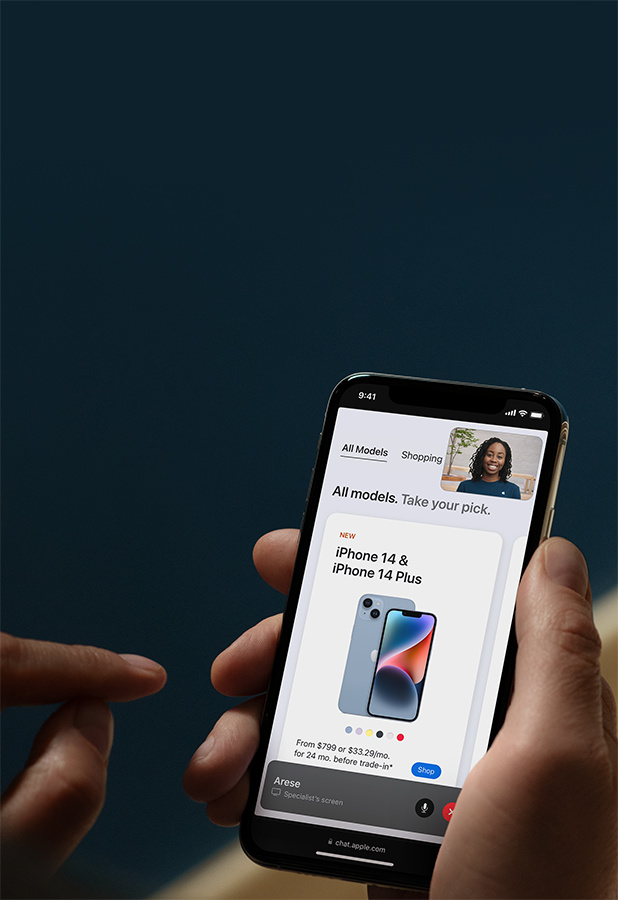 9:41
All Models
Shopping
All models. Take your pick.
NEW
iPhone 14 &
iPhone 14 Plus
From $799 or $33.29/mo.
for 24 mo. before trade-in*
Shop
Arese
Specialist's screen
chat.apple.com